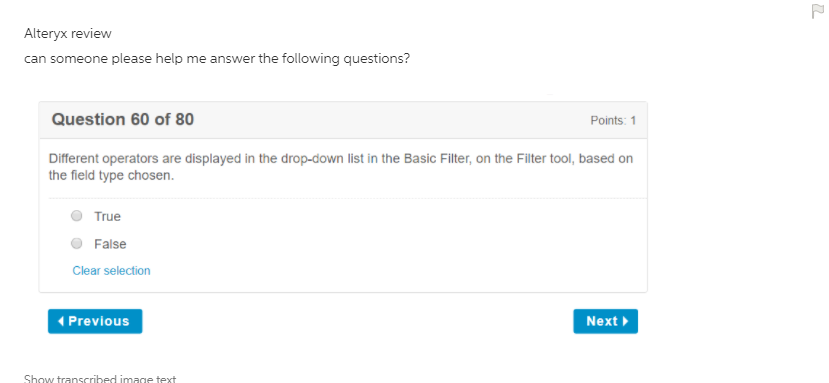 Alteryx review
can someone please help me answer the following questions?
Question 60 of 80
Points: 1
Different operators are displayed in the drop-down list in the Basic Filter, on the Filter tool, based on
the field type chosen.
True
False
Clear selection
Previous
Next
Show transcribed image text